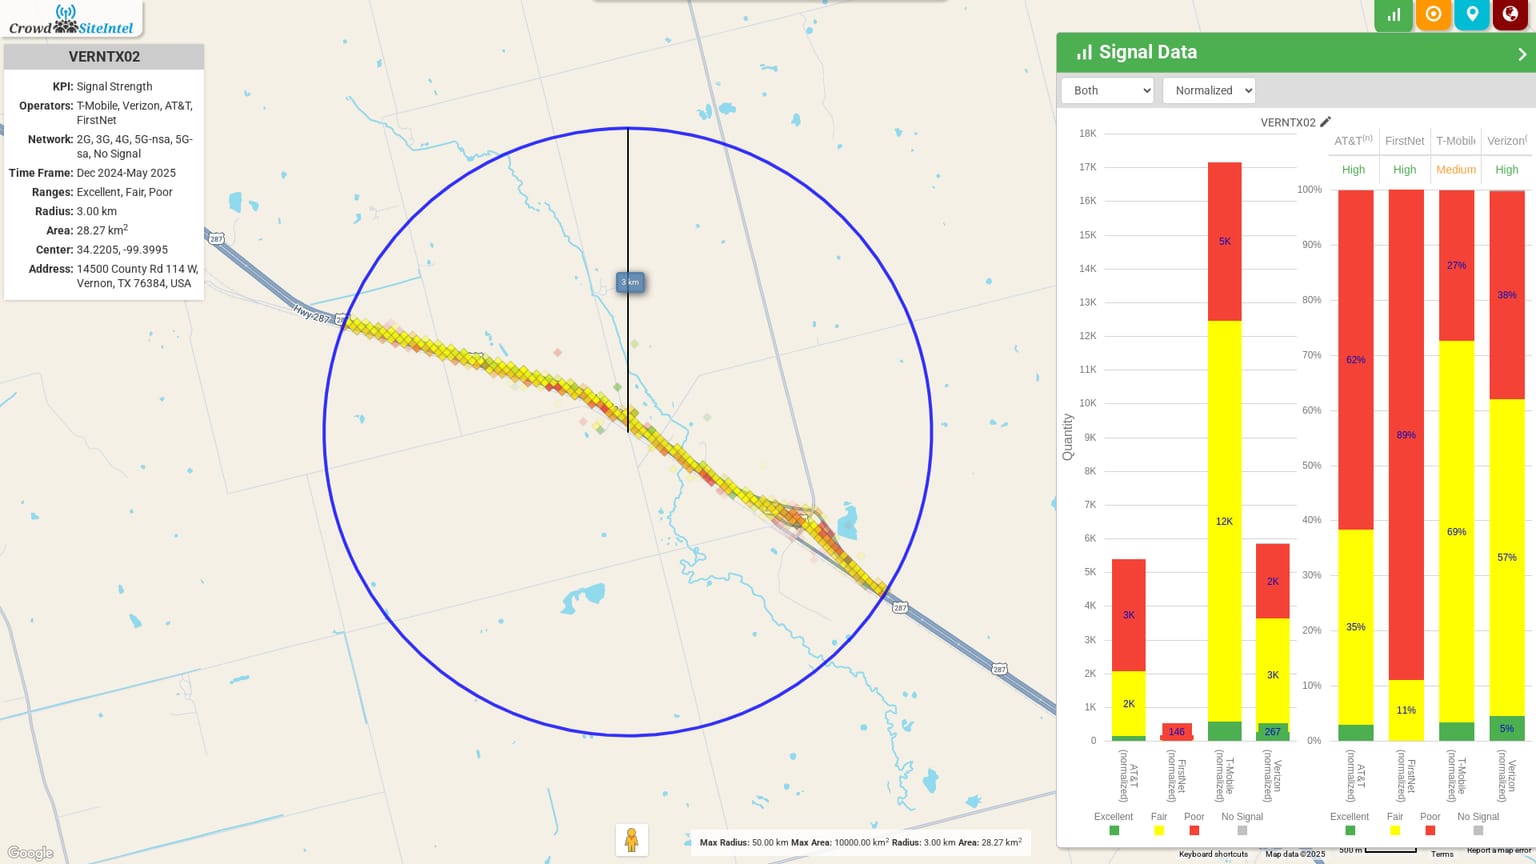 Crowd SiteIntel
VERNTX02
KPI: Signal Strength
Operators: T-Mobile, Verizon, AT&T,
FirstNet
Network: 2G, 3G, 4G, 5G-nsa, 5G-
sa, No Signal
Time Frame: Dec 2024-May 2025
Ranges: Excellent, Fair, Poor
Radius: 3.00 km
Area: 28.27 km²
Center: 34.2205, -99.3995
Address: 14500 County Rd 114 W,
Vernon, TX 76384, USA
287
Hwy 287
3 km
287
287
Google
Max Radius: 50.00 km Max Area: 10000.00 km² Radius: 3.00 km Area: 28.27 km²
Signal Data
Both
Normalized
VERNTX02
AT&T(n) FirstNet T-Mobile Verizon(
High High Medium High
Quantity
18K
17K
16K
15K
14K
13K
12K
11K
10K
9K
8K
7K
6K
5K
4K
3K
2K
1K
0
3K
2K
146
5K
12K
2K
3K
267
AT&T
(normalized)
FirstNet
(normalized)
T-Mobile
(normalized)
Verizon
(normalized)
Excellent Fair Poor No Signal
100%
90%
80%
70%
60%
50%
40%
30%
20%
10%
0%
62%
35%
89%
11%
27%
69%
38%
57%
5%
AT&T
(normalized)
FirstNet
(normalized)
T-Mobile
(normalized)
Verizon
(normalized)
Excellent Fair Poor No Signal
Keyboard shortcuts Map data ©2025 500 m Terms Report a map error